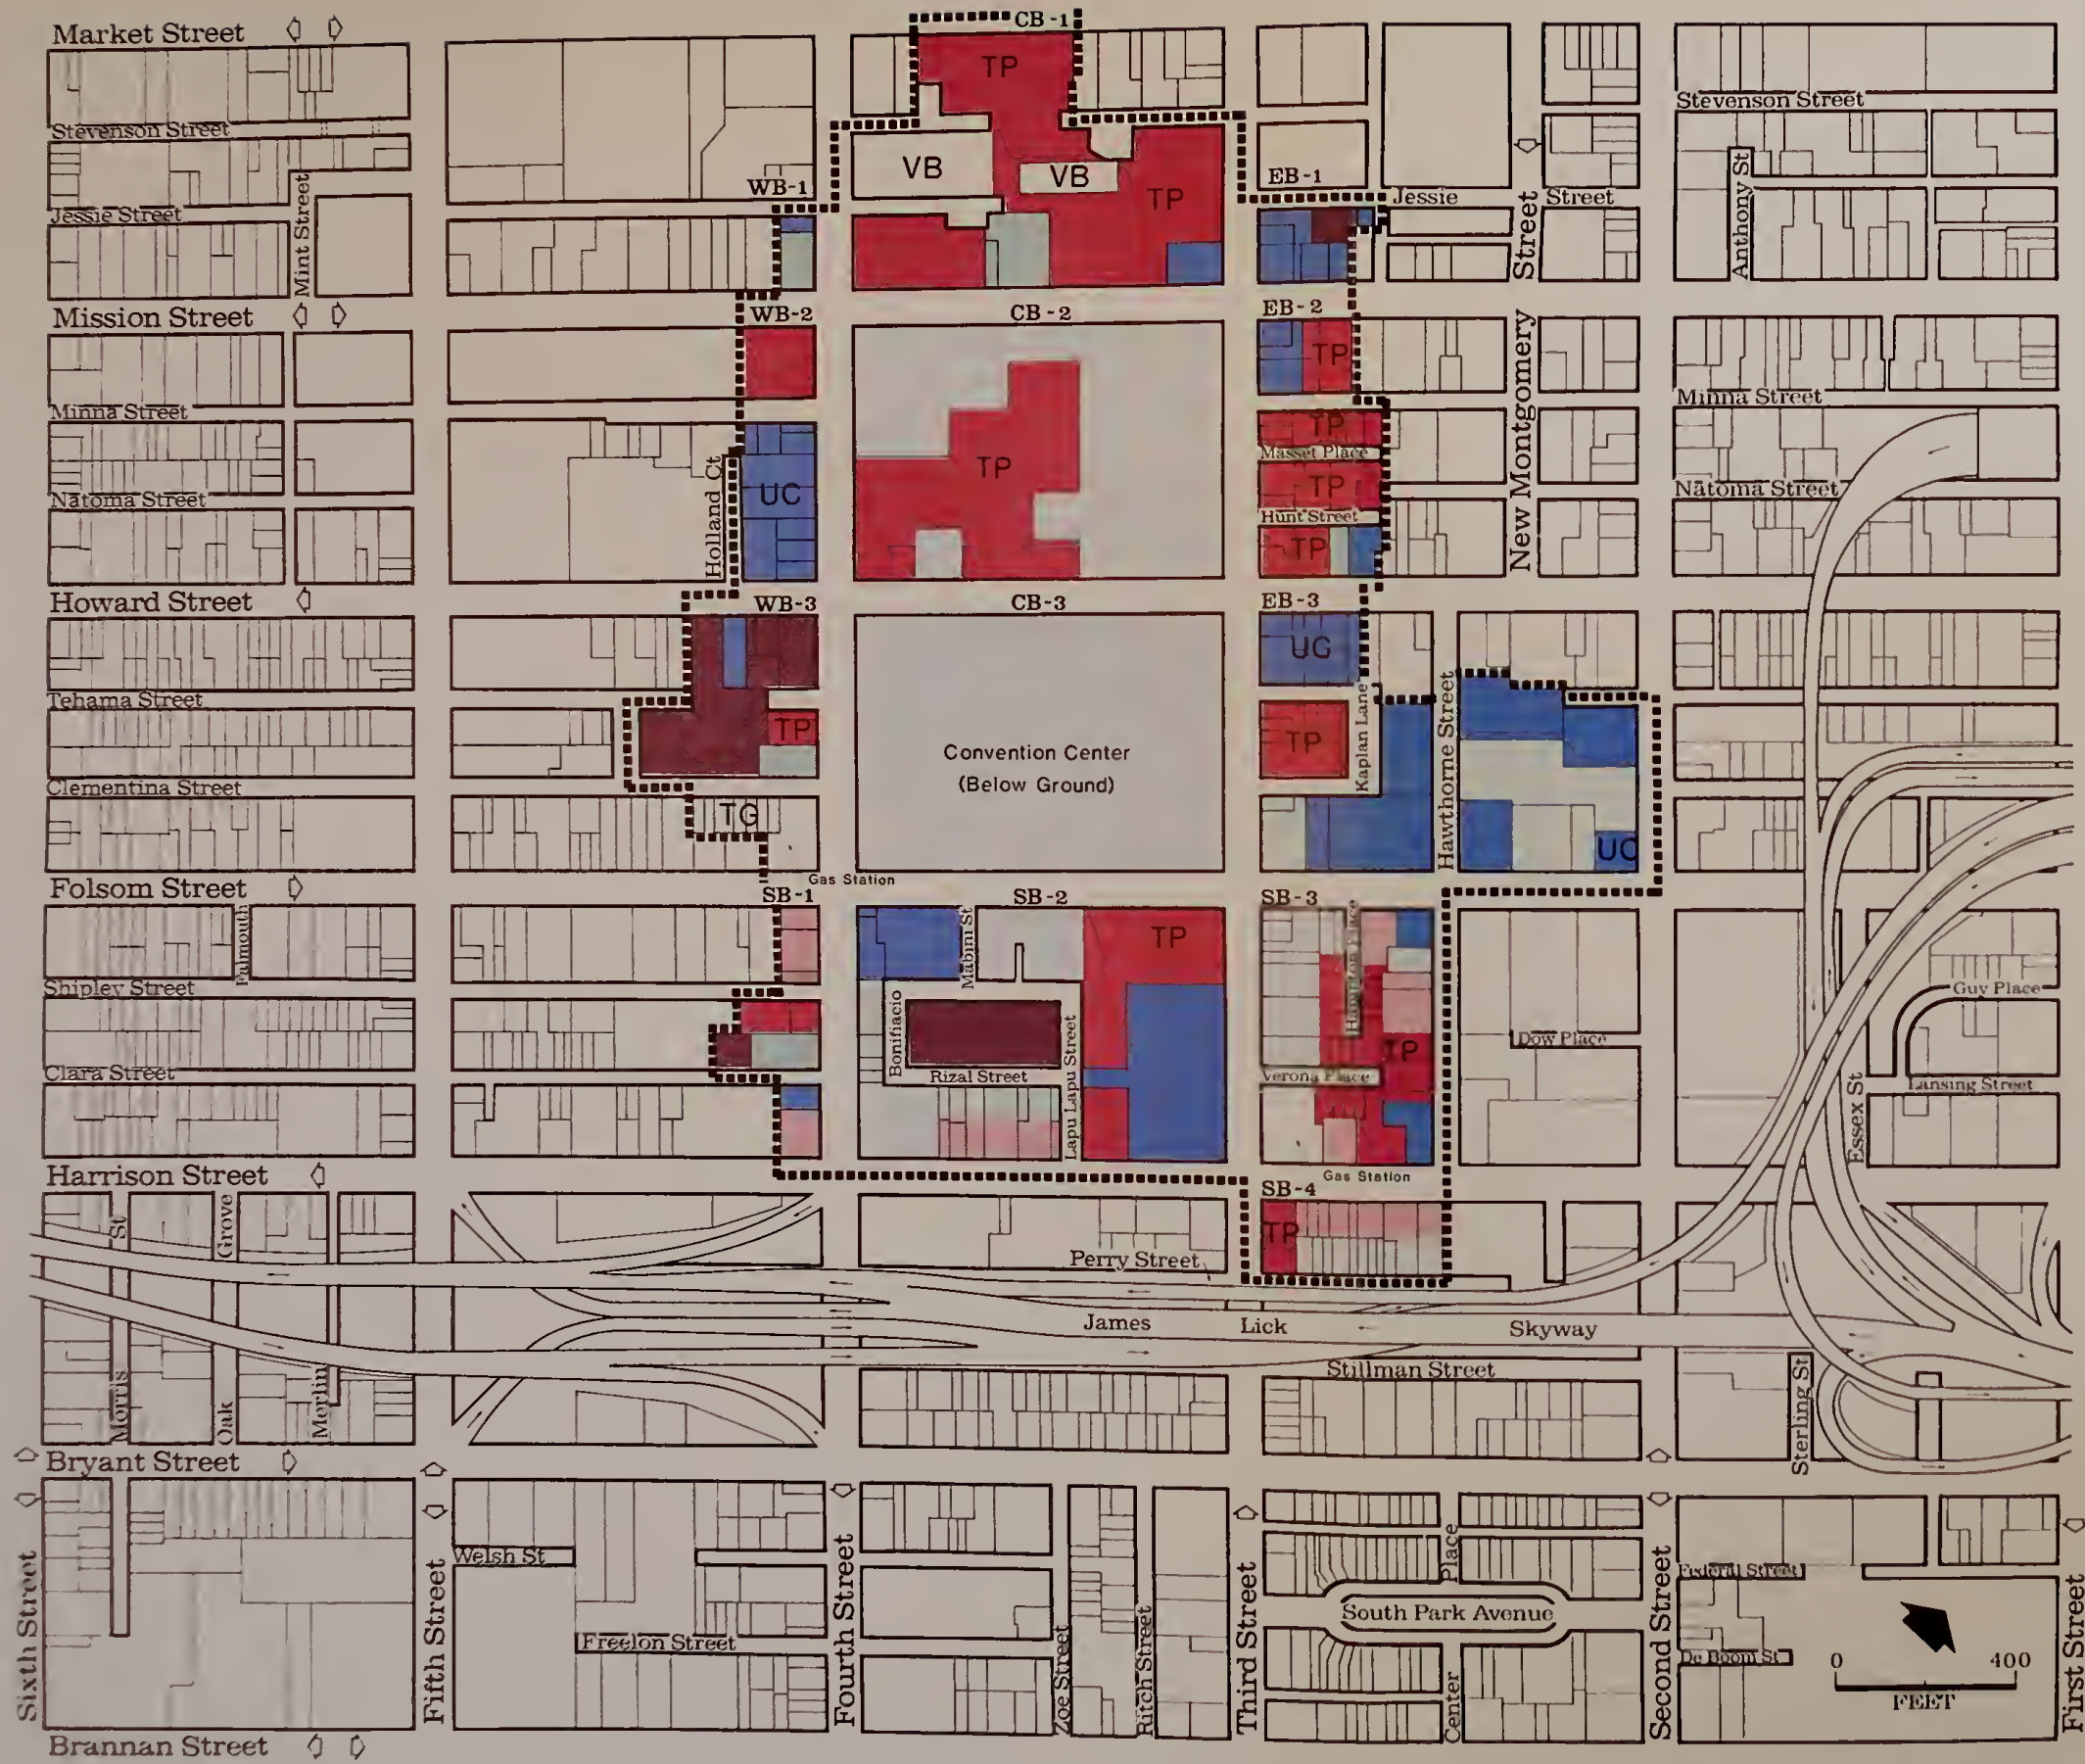 Market Street
CB-1
TP
Stevenson Street
Stevenson Street
VB
VB
TP
WB-1
EB-1
Jessie Street
Mint Street
Jessie
Street
Street
Anthony St
Mission Street
WB-2
CB-2
EB-2
TP
Minna Street
Minna Street
TP
Masset Place
TP
TP
Hunt Street
TP
Natoma Street
Natoma Street
Holland Ct
UC
New Montgomery
Howard Street
WB-3
CB-3
EB-3
UG
Tehama Street
TP
TP
Kaplan Lane
Hawthorne Street
Convention Center
(Below Ground)
Clementina Street
TG
UC
Folsom Street
Gas Station
SB-1
SB-2
SB-3
Falmouth
Mabini St
TP
Hampton Place
Shipley Street
Guy Place
Bonifacio
Lapu Lapu Street
TP
Dow Place
Clara Street
Rizal Street
Verona Place
Essex St
Lansing Street
Harrison Street
Gas Station
SB-4
TP
St
Grove
Perry Street
James
Lick
Skyway
Stillman Street
Morris
Oak
Merlin
Sterling St
Bryant Street
Welsh St
Place
Federal Street
South Park Avenue
Freelon Street
De Boom St
0
400
FEET
Sixth Street
Fifth Street
Fourth Street
Zoe Street
Ritch Street
Third Street
Center
Second Street
First Street
Brannan Street